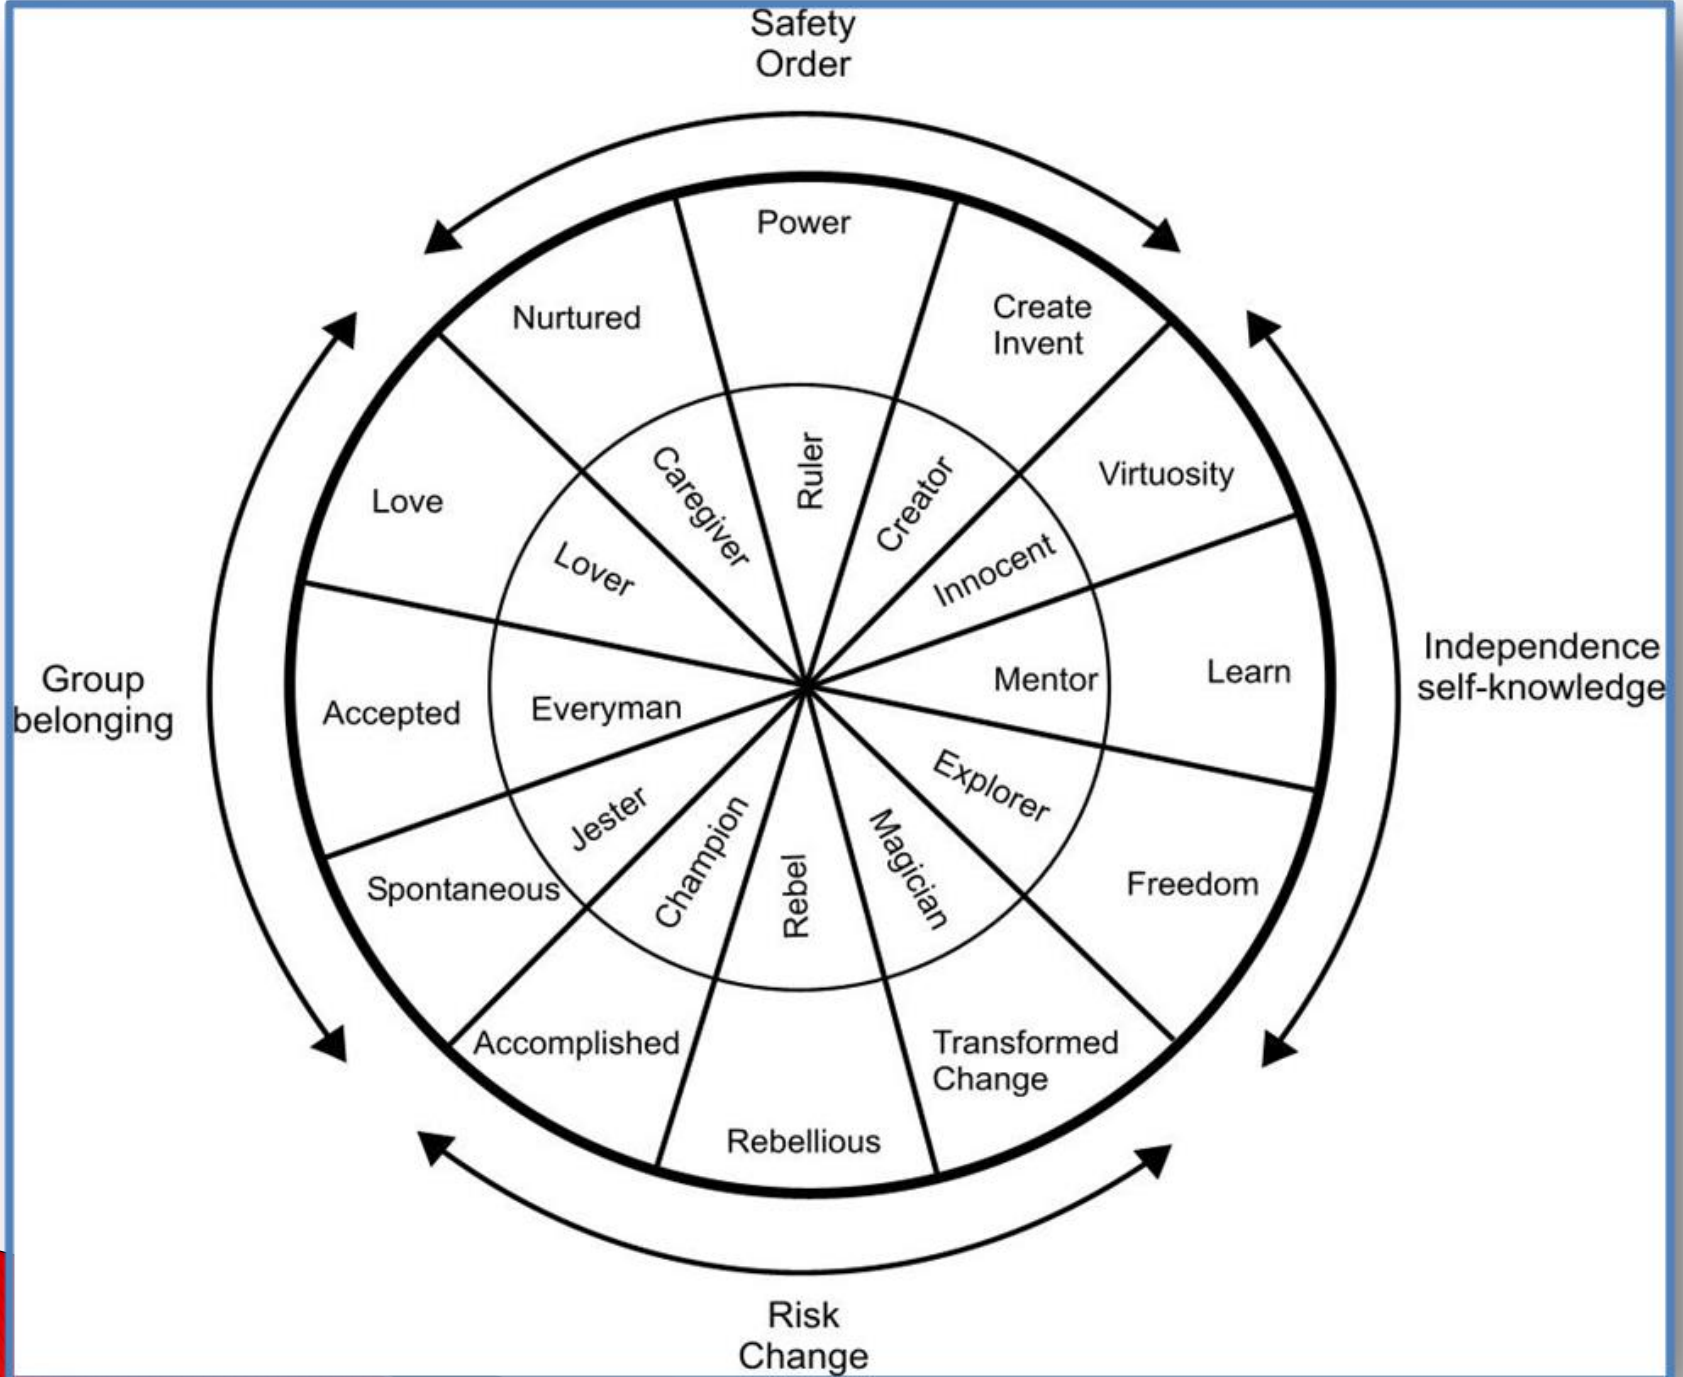 Safety
Order
Power
Nurtured
Create
Invent
Love
Virtuosity
Caregiver
Ruler
Creator
Lover
Innocent
Group
belonging
Accepted
Everyman
Mentor
Learn
Independence
self-knowledge
Jester
Champion
Rebel
Magician
Explorer
Spontaneous
Freedom
Accomplished
Transformed
Change
Rebellious
Risk
Change